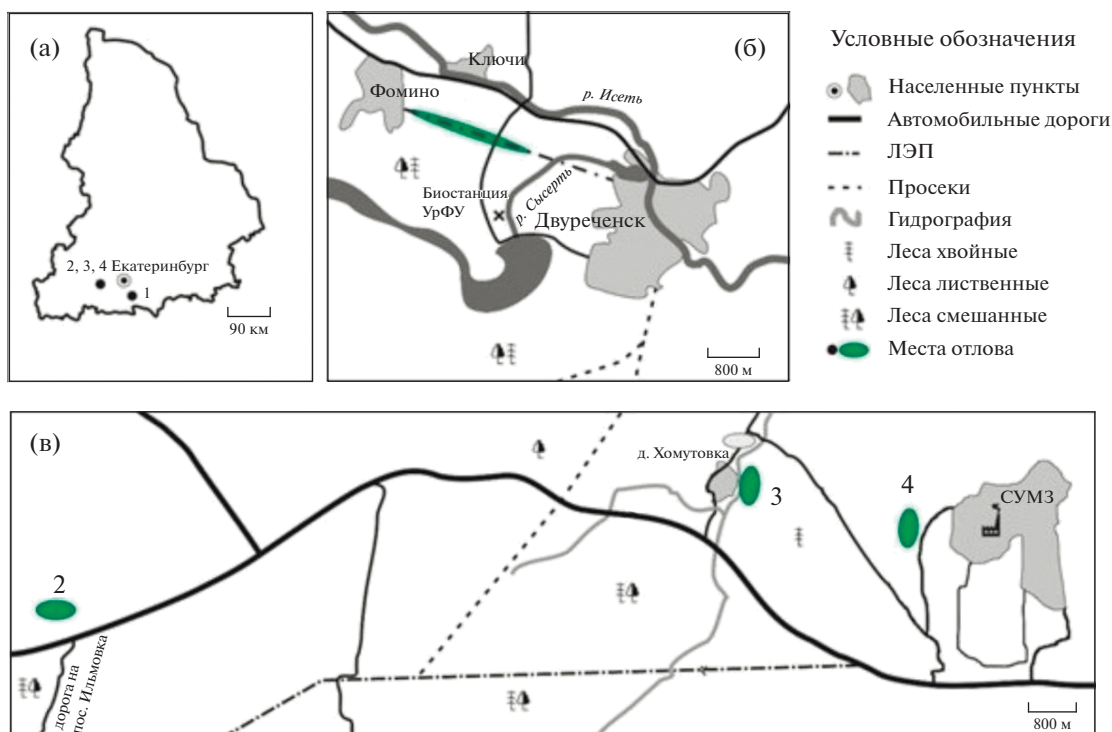 (а)
2, 3, 4 Екатеринбург
1
90 км
(б)
Ключи
Фомино
р. Исеть
Биостанция
УрФУ
р. Сысерть
Двуреченск
800 м
Условные обозначения
Населенные пункты
Автомобильные дороги
ЛЭП
Просеки
Гидрография
Леса хвойные
Леса лиственные
Леса смешанные
Места отлова
(в)
д. Хомутовка
3
4
СУМЗ
2
дорога на
пос. Ильмовка
800 м